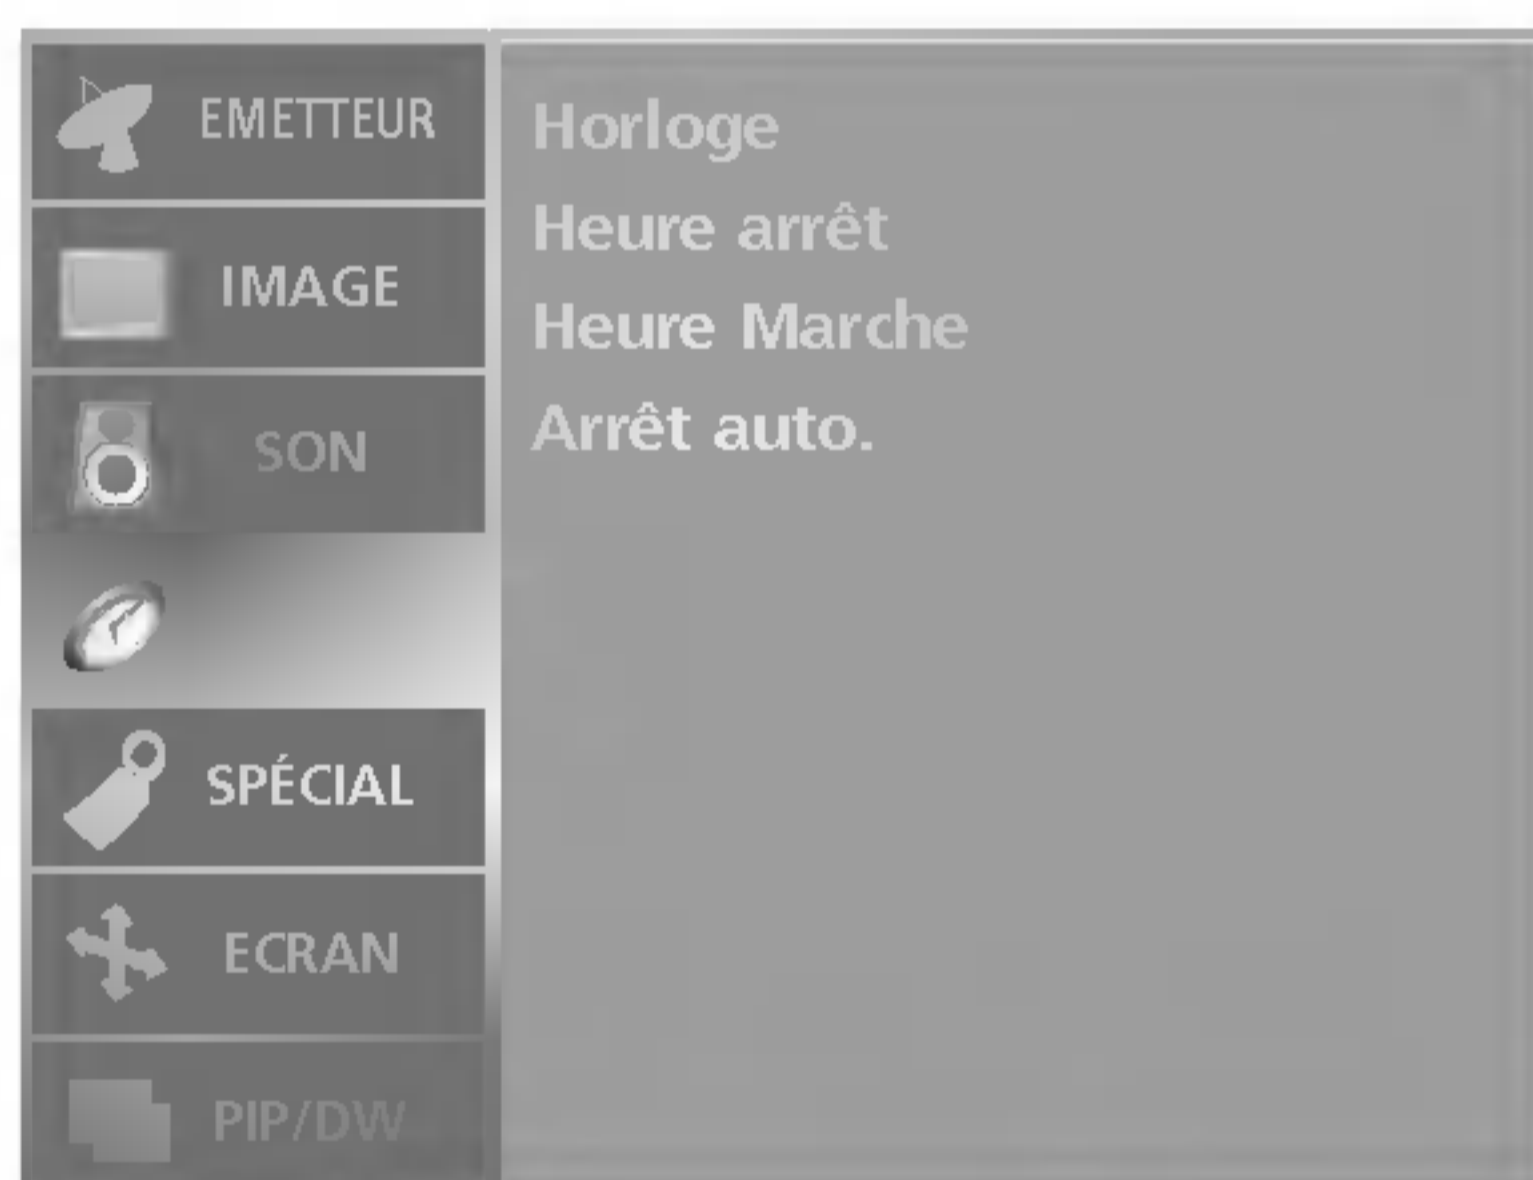 EMETTEUR
IMAGE
SON
SPÉCIAL
ECRAN
PIP/DW
Horloge
Heure arrêt
Heure Marche
Arrêt auto.